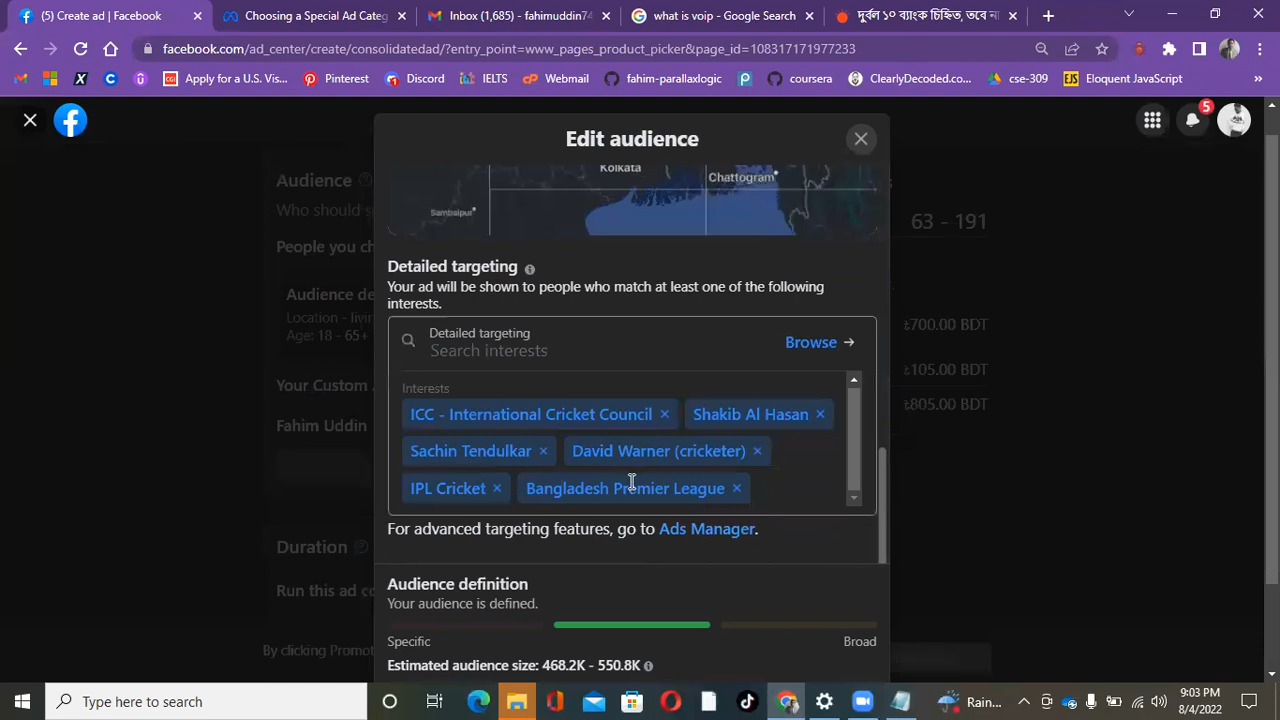 (5) Create ad | Facebook
Choosing a Special Ad Categ
Inbox (1,685) - fahimuddin74
what is voip - Google Search
দুর্বল ১০ ব্যাংক চিহ্নিত, তবে না
facebook.com/ad_center/create/consolidatedad/?entry_point=www_pages_product_picker&page_id=108317171977233
Apply for a U.S. Vis...
Pinterest
Discord
IELTS
Webmail
fahim-parallaxlogic
coursera
ClearlyDecoded.co...
cse-309
Eloquent JavaScript
»
5
Edit audience
Kolkata
Chattogram
Sambalpur
Audience
Who should s
People you ch
Audience de
Location - livi
Age: 18 - 65+
Your Custom A
Fahim Uddin
Duration
Run this ad co
By clicking Promot
63 - 191
৳700.00 BDT
৳105.00 BDT
৳805.00 BDT
Detailed targeting
Your ad will be shown to people who match at least one of the following
interests.
Detailed targeting
Search interests
Browse →
Interests
ICC - International Cricket Council × Shakib Al Hasan ×
Sachin Tendulkar × David Warner (cricketer) ×
IPL Cricket × Bangladesh Premier League ×
For advanced targeting features, go to Ads Manager.
Audience definition
Your audience is defined.
Specific Broad
Estimated audience size: 468.2K - 550.8K
Type here to search
Rain...
9:03 PM
8/4/2022